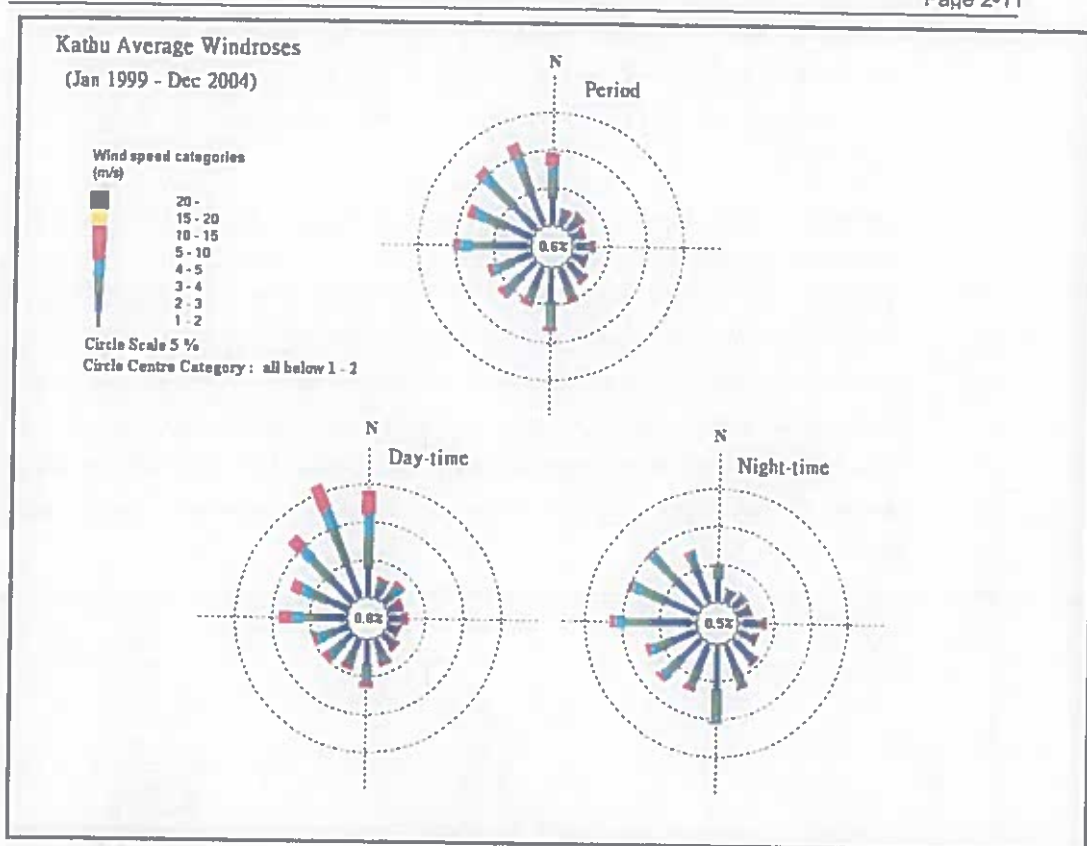 Page 2-11
Kathu Average Windroses
(Jan 1999 - Dec 2004)
N
Period
Wind speed categories
(m/s)
20 -
15 - 20
10 - 15
5 - 10
4 - 5
3 - 4
2 - 3
1 - 2
Circle Scale 5 %
Circle Centre Category : all below 1 - 2
0.6%
N
Day-time
0.8%
N
Night-time
0.5%